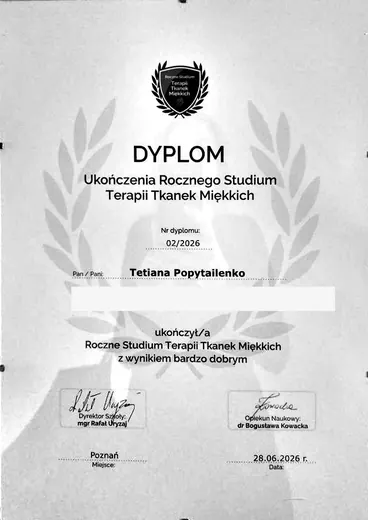 Roczne Studium
Terapii
Tkanek
Miękkich
DYPLOM
Ukończenia Rocznego Studium
Terapii Tkanek Miękkich
Nr dyplomu:
02/2026
Pan / Pani: Tetiana Popytailenko
ukończył/a
Roczne Studium Terapii Tkanek Miękkich
z wynikiem bardzo dobrym
Dyrektor Szkoły:
mgr Rafał Uryzaj
Opiekun Naukowy:
dr Bogusława Kowacka
Poznań
Miejsce:
28.06.2026 r.
Data: